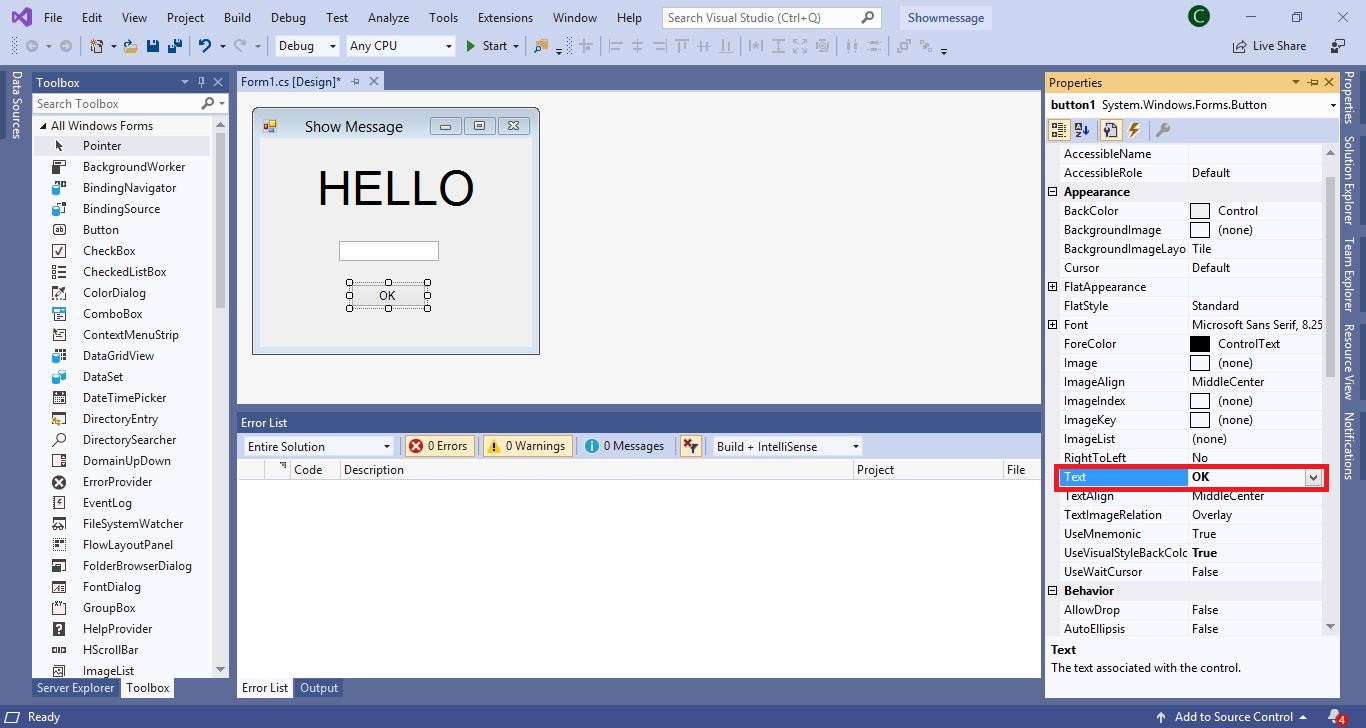 File Edit View Project Build Debug Test Analyze Tools Extensions Window Help Search Visual Studio (Ctrl+Q) Showmessage C
Debug Any CPU Start Live Share
Data Sources
Toolbox
Search Toolbox
All Windows Forms
Pointer
BackgroundWorker
BindingNavigator
BindingSource
Button
CheckBox
CheckedListBox
ColorDialog
ComboBox
ContextMenuStrip
DataGridView
DataSet
DateTimePicker
DirectoryEntry
DirectorySearcher
DomainUpDown
ErrorProvider
EventLog
FileSystemWatcher
FlowLayoutPanel
FolderBrowserDialog
FontDialog
GroupBox
HelpProvider
HScrollBar
ImageList
Server Explorer Toolbox
Form1.cs [Design]*
Show Message
HELLO
OK
Error List
Entire Solution 0 Errors 0 Warnings 0 Messages Build + IntelliSense
Code Description Project File
Error List Output
Properties
button1 System.Windows.Forms.Button
AccessibleName
AccessibleRole Default
Appearance
BackColor Control
BackgroundImage (none)
BackgroundImageLayo Tile
Cursor Default
FlatAppearance
FlatStyle Standard
Font Microsoft Sans Serif, 8.25
ForeColor ControlText
Image (none)
ImageAlign MiddleCenter
ImageIndex (none)
ImageKey (none)
ImageList (none)
RightToLeft No
Text OK
TextAlign MiddleCenter
TextImageRelation Overlay
UseMnemonic True
UseVisualStyleBackColo True
UseWaitCursor False
Behavior
AllowDrop False
AutoEllipsis False
Text
The text associated with the control.
Properties
Solution Explorer
Team Explorer
Resource View
Notifications
Ready Add to Source Control 4